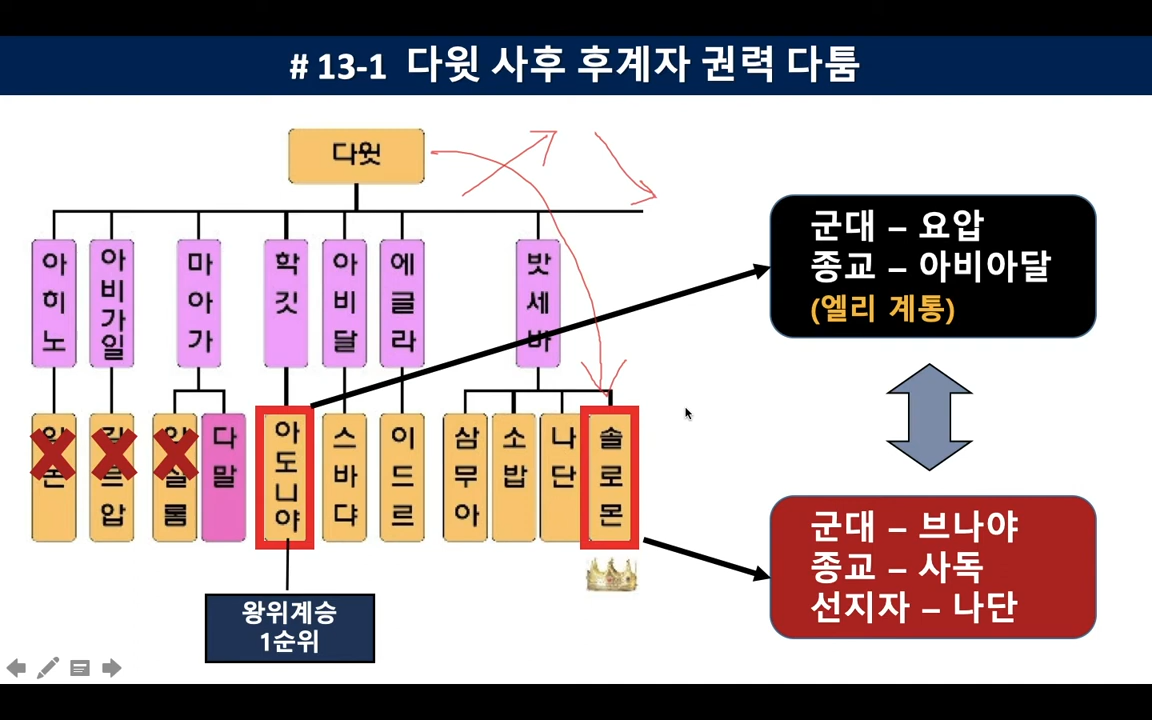 # 13-1 다윗 사후 후계자 권력 다툼
다윗
아히노
아비가일
마아가
학깃
아비달
에글라
밧세바
다말
아도니야
스바댜
이드르
삼무아
소밥
나단
솔로몬
왕위계승
1순위
군대 – 요압
종교 – 아비아달
(엘리 계통)
군대 – 브나야
종교 – 사독
선지자 – 나단